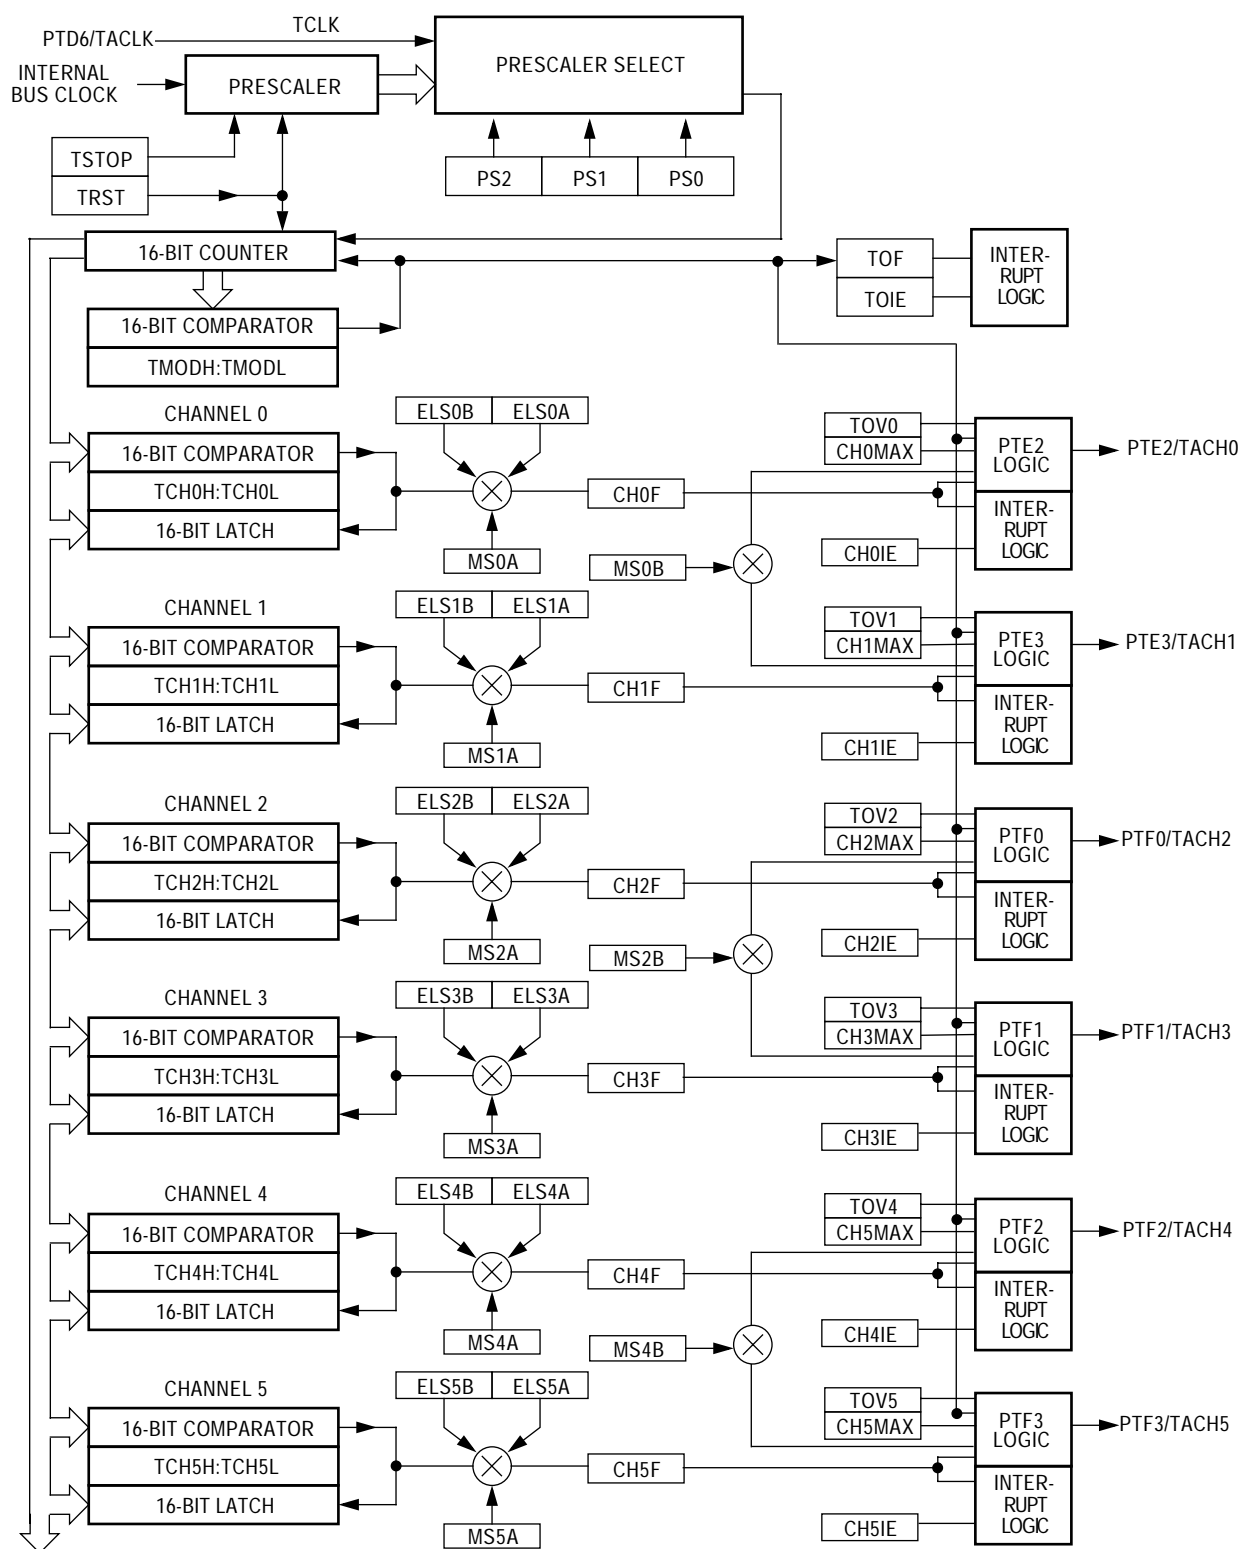 TCLK
PTD6/TACLK
PRESCALER SELECT
INTERNAL
BUS CLOCK
PRESCALER
TSTOP
TRST
PS2
PS1
PS0
16-BIT COUNTER
TOF
TOIE
INTER-
RUPT
LOGIC
16-BIT COMPARATOR
TMODH:TMODL
CHANNEL 0
16-BIT COMPARATOR
TCH0H:TCH0L
16-BIT LATCH
ELS0B
ELS0A
MS0A
CH0F
MS0B
TOV0
CH0MAX
CH0IE
PTE2
LOGIC
INTER-
RUPT
LOGIC
PTE2/TACH0
CHANNEL 1
16-BIT COMPARATOR
TCH1H:TCH1L
16-BIT LATCH
ELS1B
ELS1A
MS1A
CH1F
TOV1
CH1MAX
CH1IE
PTE3
LOGIC
INTER-
RUPT
LOGIC
PTE3/TACH1
CHANNEL 2
16-BIT COMPARATOR
TCH2H:TCH2L
16-BIT LATCH
ELS2B
ELS2A
MS2A
CH2F
MS2B
TOV2
CH2MAX
CH2IE
PTF0
LOGIC
INTER-
RUPT
LOGIC
PTF0/TACH2
CHANNEL 3
16-BIT COMPARATOR
TCH3H:TCH3L
16-BIT LATCH
ELS3B
ELS3A
MS3A
CH3F
TOV3
CH3MAX
CH3IE
PTF1
LOGIC
INTER-
RUPT
LOGIC
PTF1/TACH3
CHANNEL 4
16-BIT COMPARATOR
TCH4H:TCH4L
16-BIT LATCH
ELS4B
ELS4A
MS4A
CH4F
MS4B
TOV4
CH5MAX
CH4IE
PTF2
LOGIC
INTER-
RUPT
LOGIC
PTF2/TACH4
CHANNEL 5
16-BIT COMPARATOR
TCH5H:TCH5L
16-BIT LATCH
ELS5B
ELS5A
MS5A
CH5F
TOV5
CH5MAX
CH5IE
PTF3
LOGIC
INTER-
RUPT
LOGIC
PTF3/TACH5